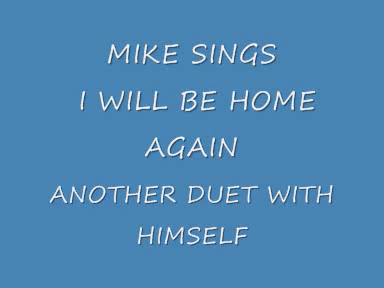 MIKE SINGS
I WILL BE HOME
AGAIN
ANOTHER DUET WITH
HIMSELF